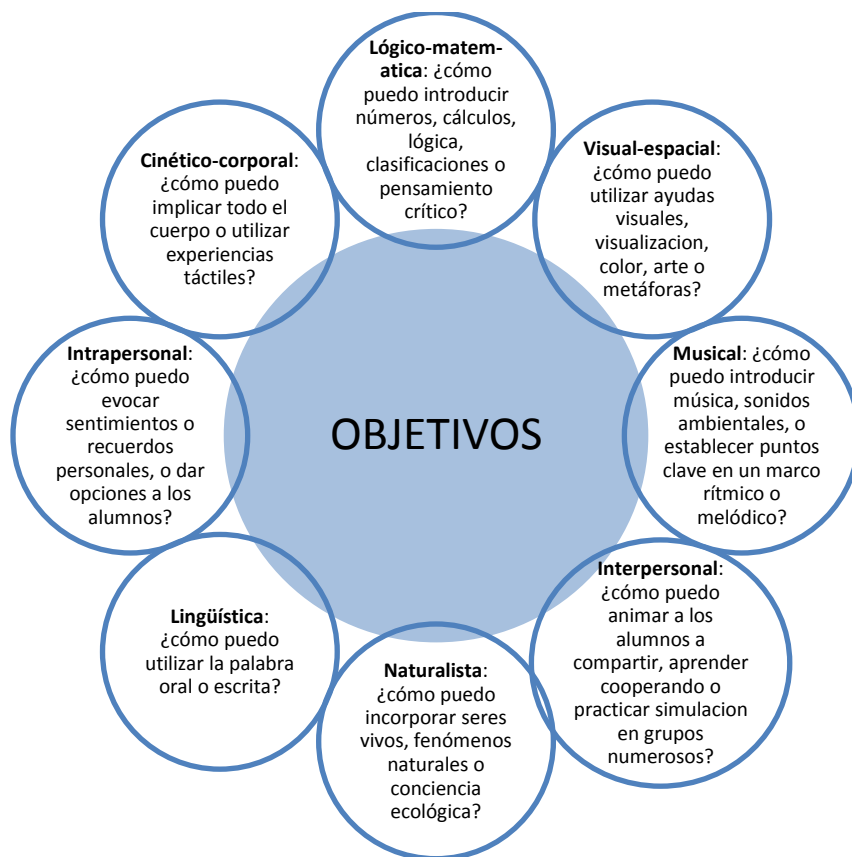 Lógico-matem-
atica: ¿cómo
puedo introducir
números, cálculos,
lógica,
clasificaciones o
pensamiento
crítico?
Visual-espacial:
¿cómo puedo
utilizar ayudas
visuales,
visualizacion,
color, arte o
metáforas?
Musical: ¿cómo
puedo introducir
música, sonidos
ambientales, o
establecer puntos
clave en un marco
rítmico o
melódico?
Interpersonal:
¿cómo puedo
animar a los
alumnos a
compartir, aprender
cooperando o
practicar simulacion
en grupos
numerosos?
Naturalista:
¿cómo puedo
incorporar seres
vivos, fenómenos
naturales o
conciencia
ecológica?
Lingüística:
¿cómo puedo
utilizar la palabra
oral o escrita?
Intrapersonal:
¿cómo puedo
evocar
sentimientos o
recuerdos
personales, o dar
opciones a los
alumnos?
Cinético-corporal:
¿cómo puedo
implicar todo el
cuerpo o utilizar
experiencias
táctiles?
OBJETIVOS